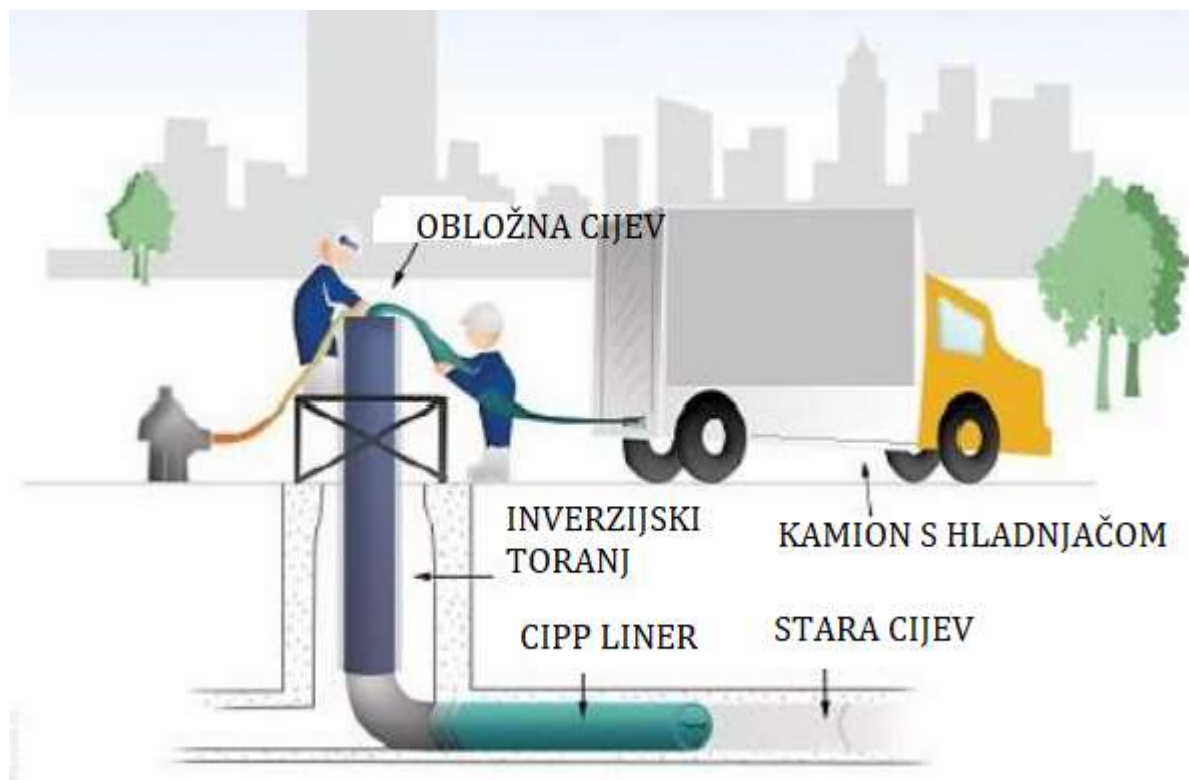 OBLOŽNA CIJEV
INVERZIJSKI
TORANJ
KAMION S HLADNJAČOM
CIPP LINER
STARA CIJEV